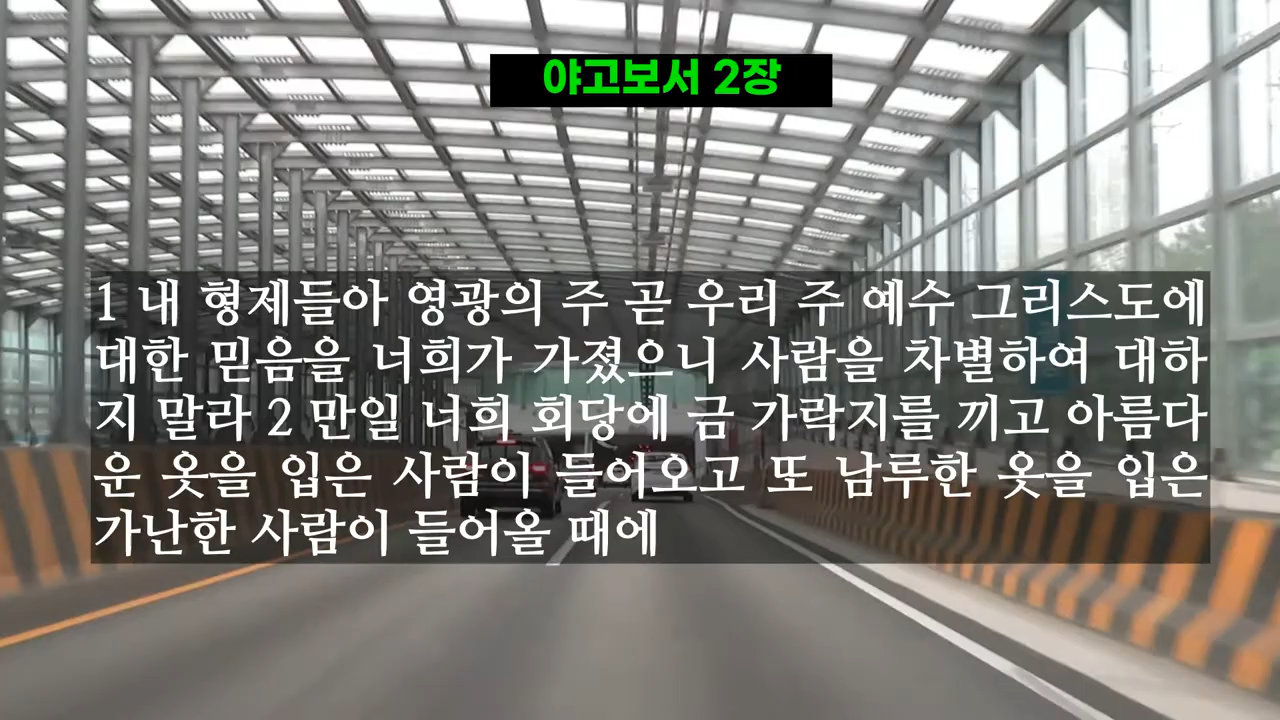 야고보서 2장
1 내 형제들아 영광의 주 곧 우리 주 예수 그리스도에
대한 믿음을 너희가 가졌으니 사람을 차별하여 대하
지 말라 2 만일 너희 회당에 금 가락지를 끼고 아름다
운 옷을 입은 사람이 들어오고 또 남루한 옷을 입은
가난한 사람이 들어올 때에